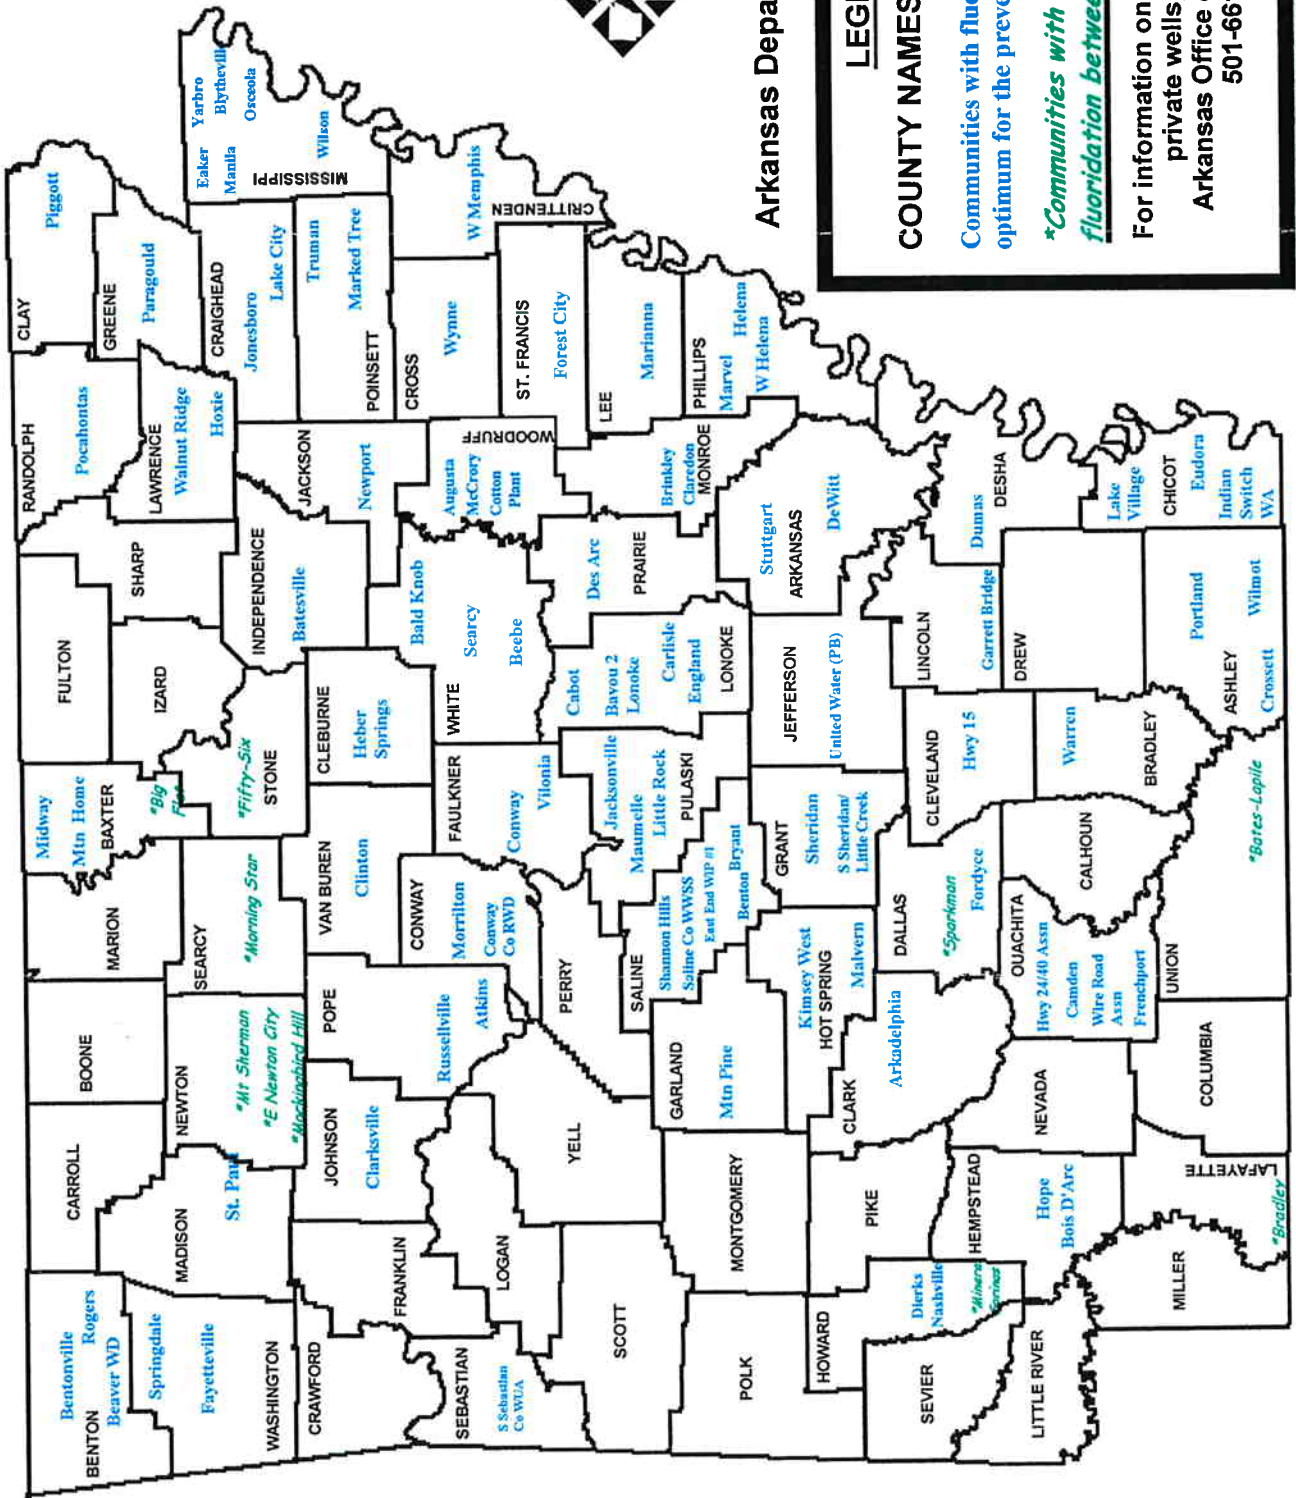 BENTON
Bentonville
Rogers
Beaver WD
CARROLL
BOONE
MARION
Midway
Mtn Home
BAXTER
FULTON
SHARP
RANDOLPH
Pocahontas
CLAY
Piggott
GREENE
Paragould
WASHINGTON
Springdale
Fayetteville
MADISON
St. Paul
NEWTON
*Mt Sherman
*E Newton City
*Mockingbird Hill
SEARCY
*Morning Star
*Big
Flat
IZARD
STONE
*Fifty-Six
INDEPENDENCE
Batesville
LAWRENCE
Walnut Ridge
Hoxie
CRAIGHEAD
Jonesboro
Lake City
MISSISSIPPI
Eaker
Yarbro
Manila
Blytheville
Osceola
Wilson
CRAWFORD
FRANKLIN
JOHNSON
Clarksville
POPE
Russellville
Atkins
VAN BUREN
Clinton
CLEBURNE
Heber
Springs
JACKSON
Newport
POINSETT
Truman
Marked Tree
SEBASTIAN
S Sebastian
Co WUA
LOGAN
CONWAY
Morrilton
Conway
Co RWD
FAULKNER
Conway
Vilonia
WHITE
Bald Knob
Searcy
Beebe
WOODRUFF
Augusta
McCrory
Cotton
Plant
CROSS
Wynne
CRITTENDEN
W Memphis
ST. FRANCIS
Forest City
SCOTT
YELL
PERRY
SALINE
Shannon Hills
Saline Co WWSS
East End WIP #1
Benton
Bryant
PULASKI
Jacksonville
Maumelle
Little Rock
LONOKE
Cabot
Bayou 2
Lonoke
Carlisle
England
PRAIRIE
Des Arc
MONROE
Brinkley
Claredon
LEE
Marianna
PHILLIPS
Marvel
Helena
W Helena
POLK
MONTGOMERY
GARLAND
Mtn Pine
HOT SPRING
Kimsey West
Malvern
GRANT
Sheridan
S Sheridan/
Little Creek
JEFFERSON
United Water (PB)
ARKANSAS
Stuttgart
DeWitt
HOWARD
Dierks
Nashville
*Mineral
Springs
PIKE
CLARK
Arkadelphia
DALLAS
*Sparkman
Fordyce
CLEVELAND
Hwy 15
LINCOLN
Garrett Bridge
DESHA
Dumas
SEVIER
LITTLE RIVER
HEMPSTEAD
Hope
Bois D'Arc
NEVADA
OUACHITA
Hwy 24/40 Assn
Camden
Wire Road
Assn
Frenchport
CALHOUN
BRADLEY
Warren
DREW
CHICOT
Lake
Village
Eudora
Indian
Switch
WA
MILLER
LAFAYETTE
*Bradley
COLUMBIA
UNION
*Bates-Lapile
ASHLEY
Portland
Wilmot
Crossett
Arkansas Depa
LEGE
COUNTY NAMES
Communities with fluo
optimum for the preve
*Communities with
fluoridation betwee
For information on
private wells
Arkansas Office
501-66